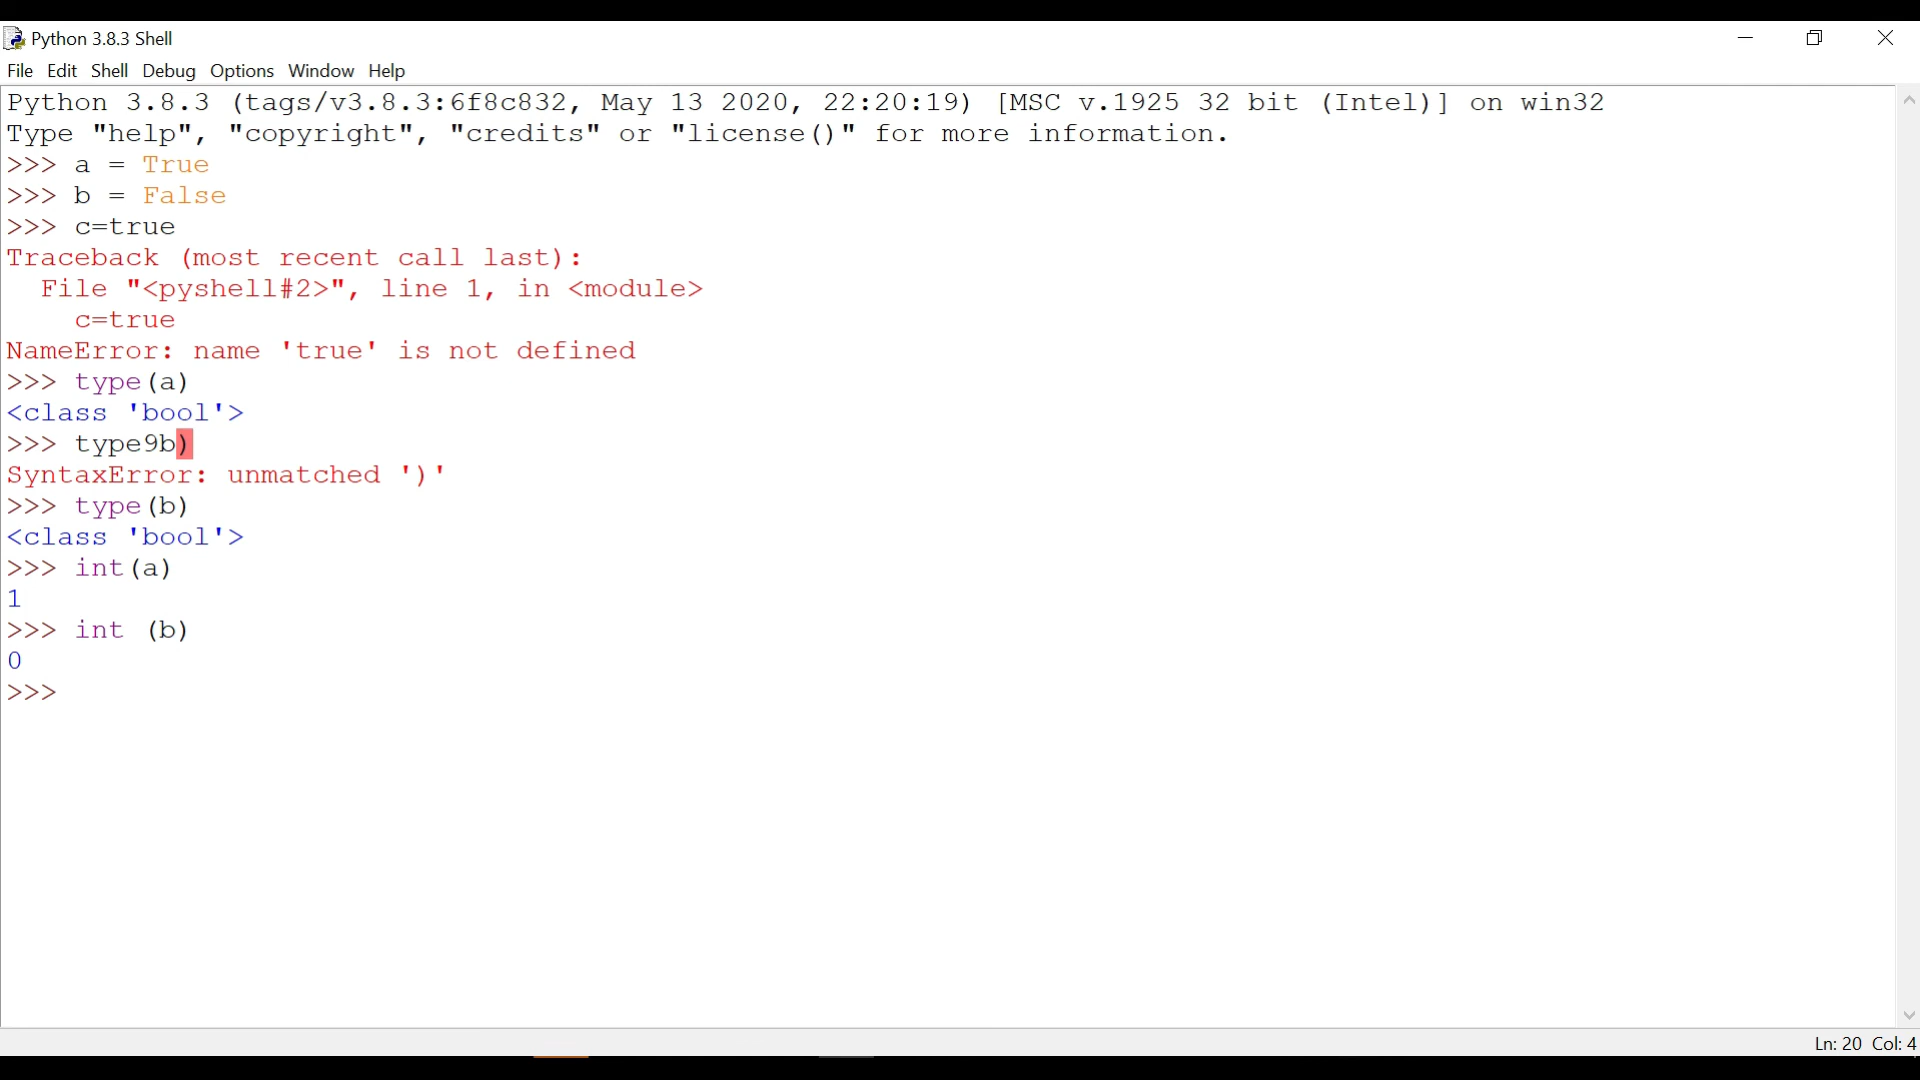 Python 3.8.3 Shell
File Edit Shell Debug Options Window Help
Python 3.8.3 (tags/v3.8.3:6f8c832, May 13 2020, 22:20:19) [MSC v.1925 32 bit (Intel)] on win32
Type "help", "copyright", "credits" or "license()" for more information.
>>> a = True
>>> b = False
>>> c=true
Traceback (most recent call last):
  File "<pyshell#2>", line 1, in <module>
    c=true
NameError: name 'true' is not defined
>>> type(a)
<class 'bool'>
>>> type9b)
SyntaxError: unmatched ')'
>>> type(b)
<class 'bool'>
>>> int(a)
1
>>> int (b)
0
>>>
Ln: 20 Col: 4